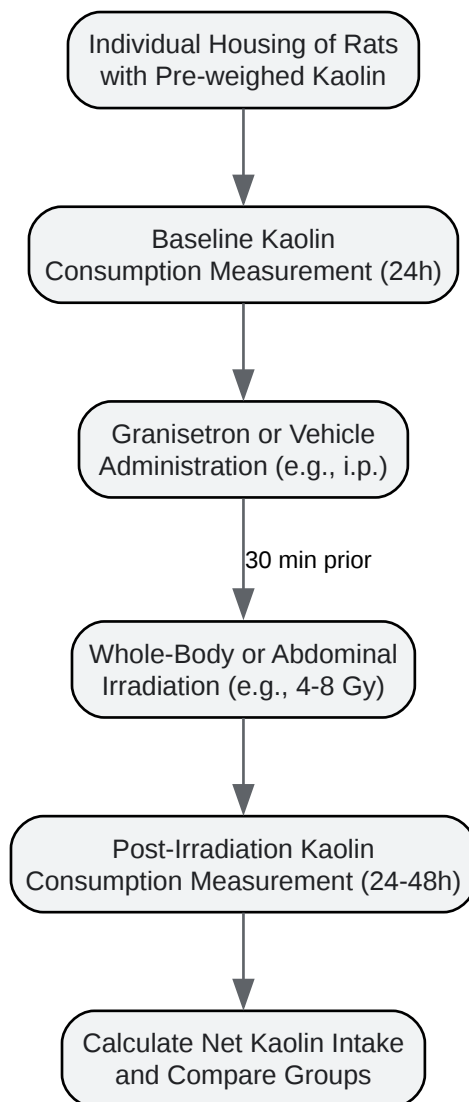 Individual Housing of Rats
with Pre-weighed Kaolin
Baseline Kaolin
Consumption Measurement (24h)
Granisetron or Vehicle
Administration (e.g., i.p.)
30 min prior
Whole-Body or Abdominal
Irradiation (e.g., 4-8 Gy)
Post-Irradiation Kaolin
Consumption Measurement (24-48h)
Calculate Net Kaolin Intake
and Compare Groups